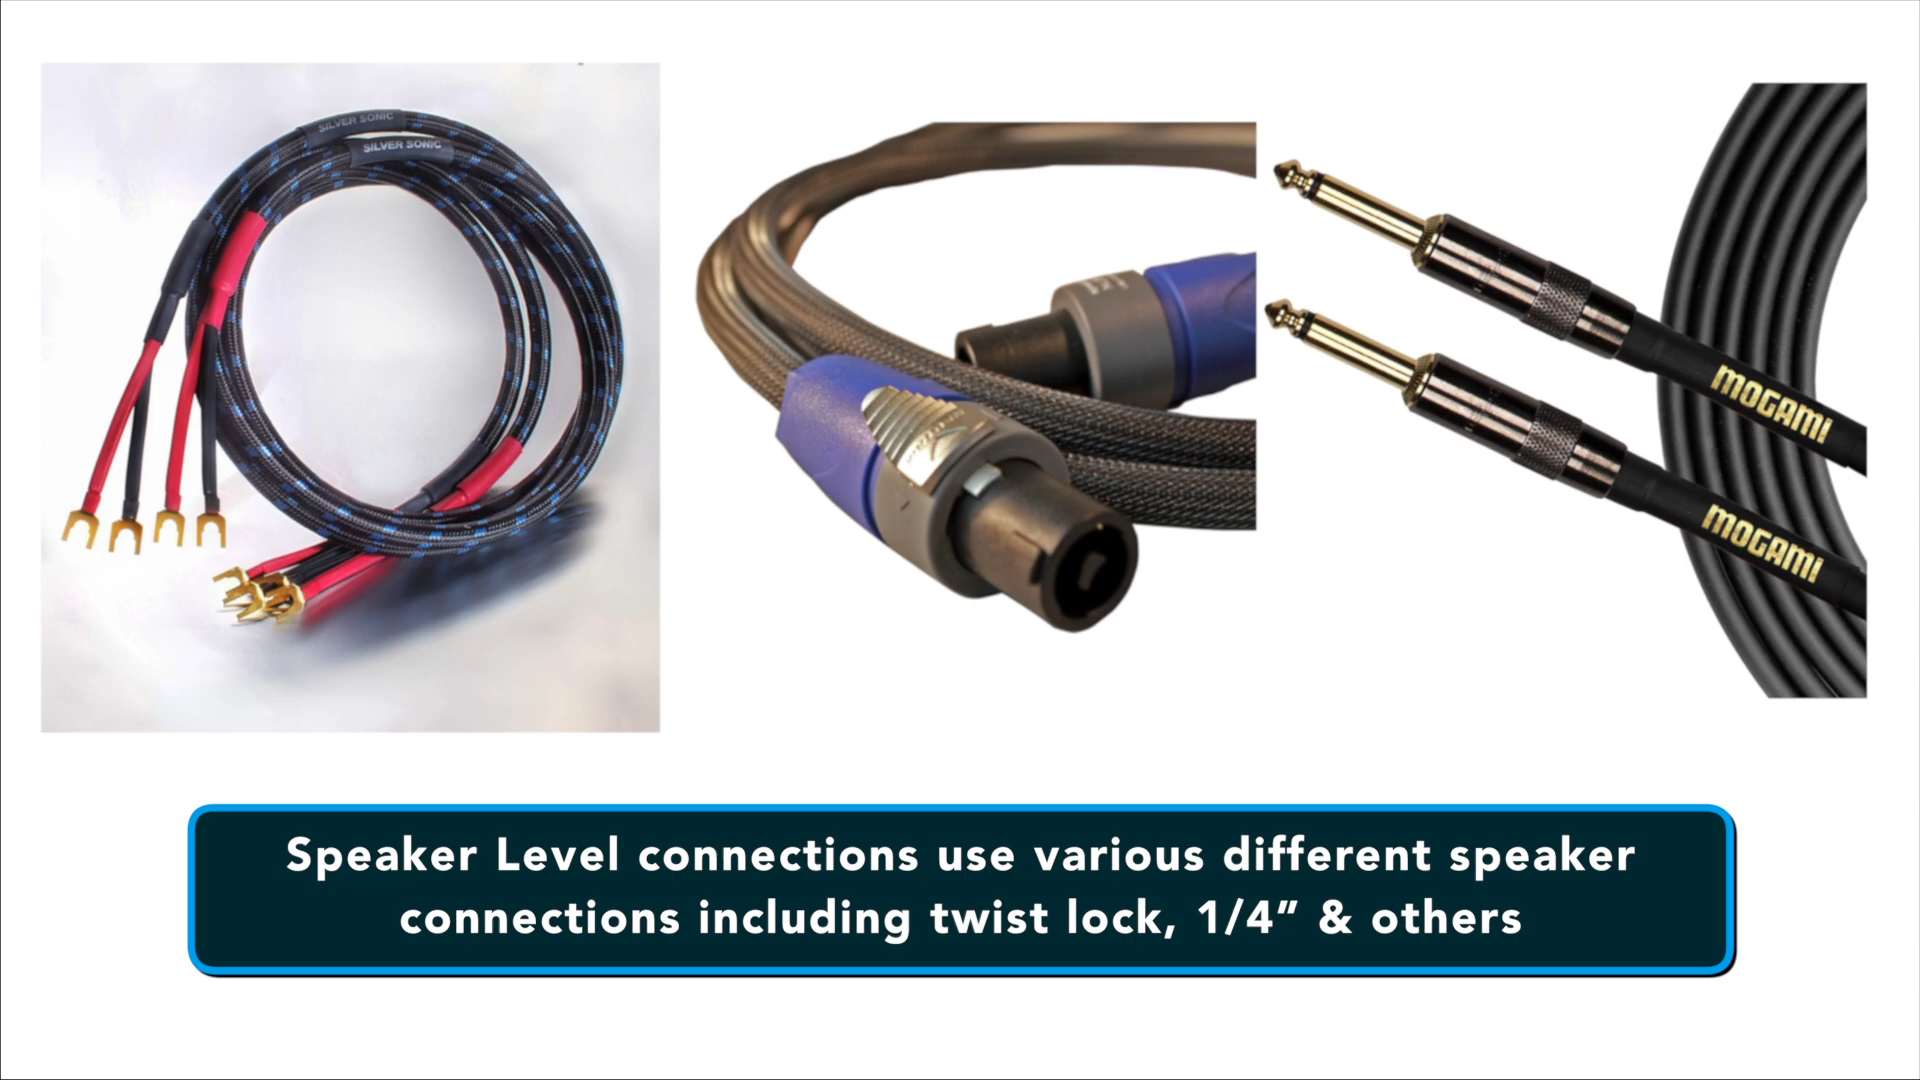 SILVER SONIC
SILVER SONIC
MOGAMI
MOGAMI
Speaker Level connections use various different speaker
connections including twist lock, 1/4” & others